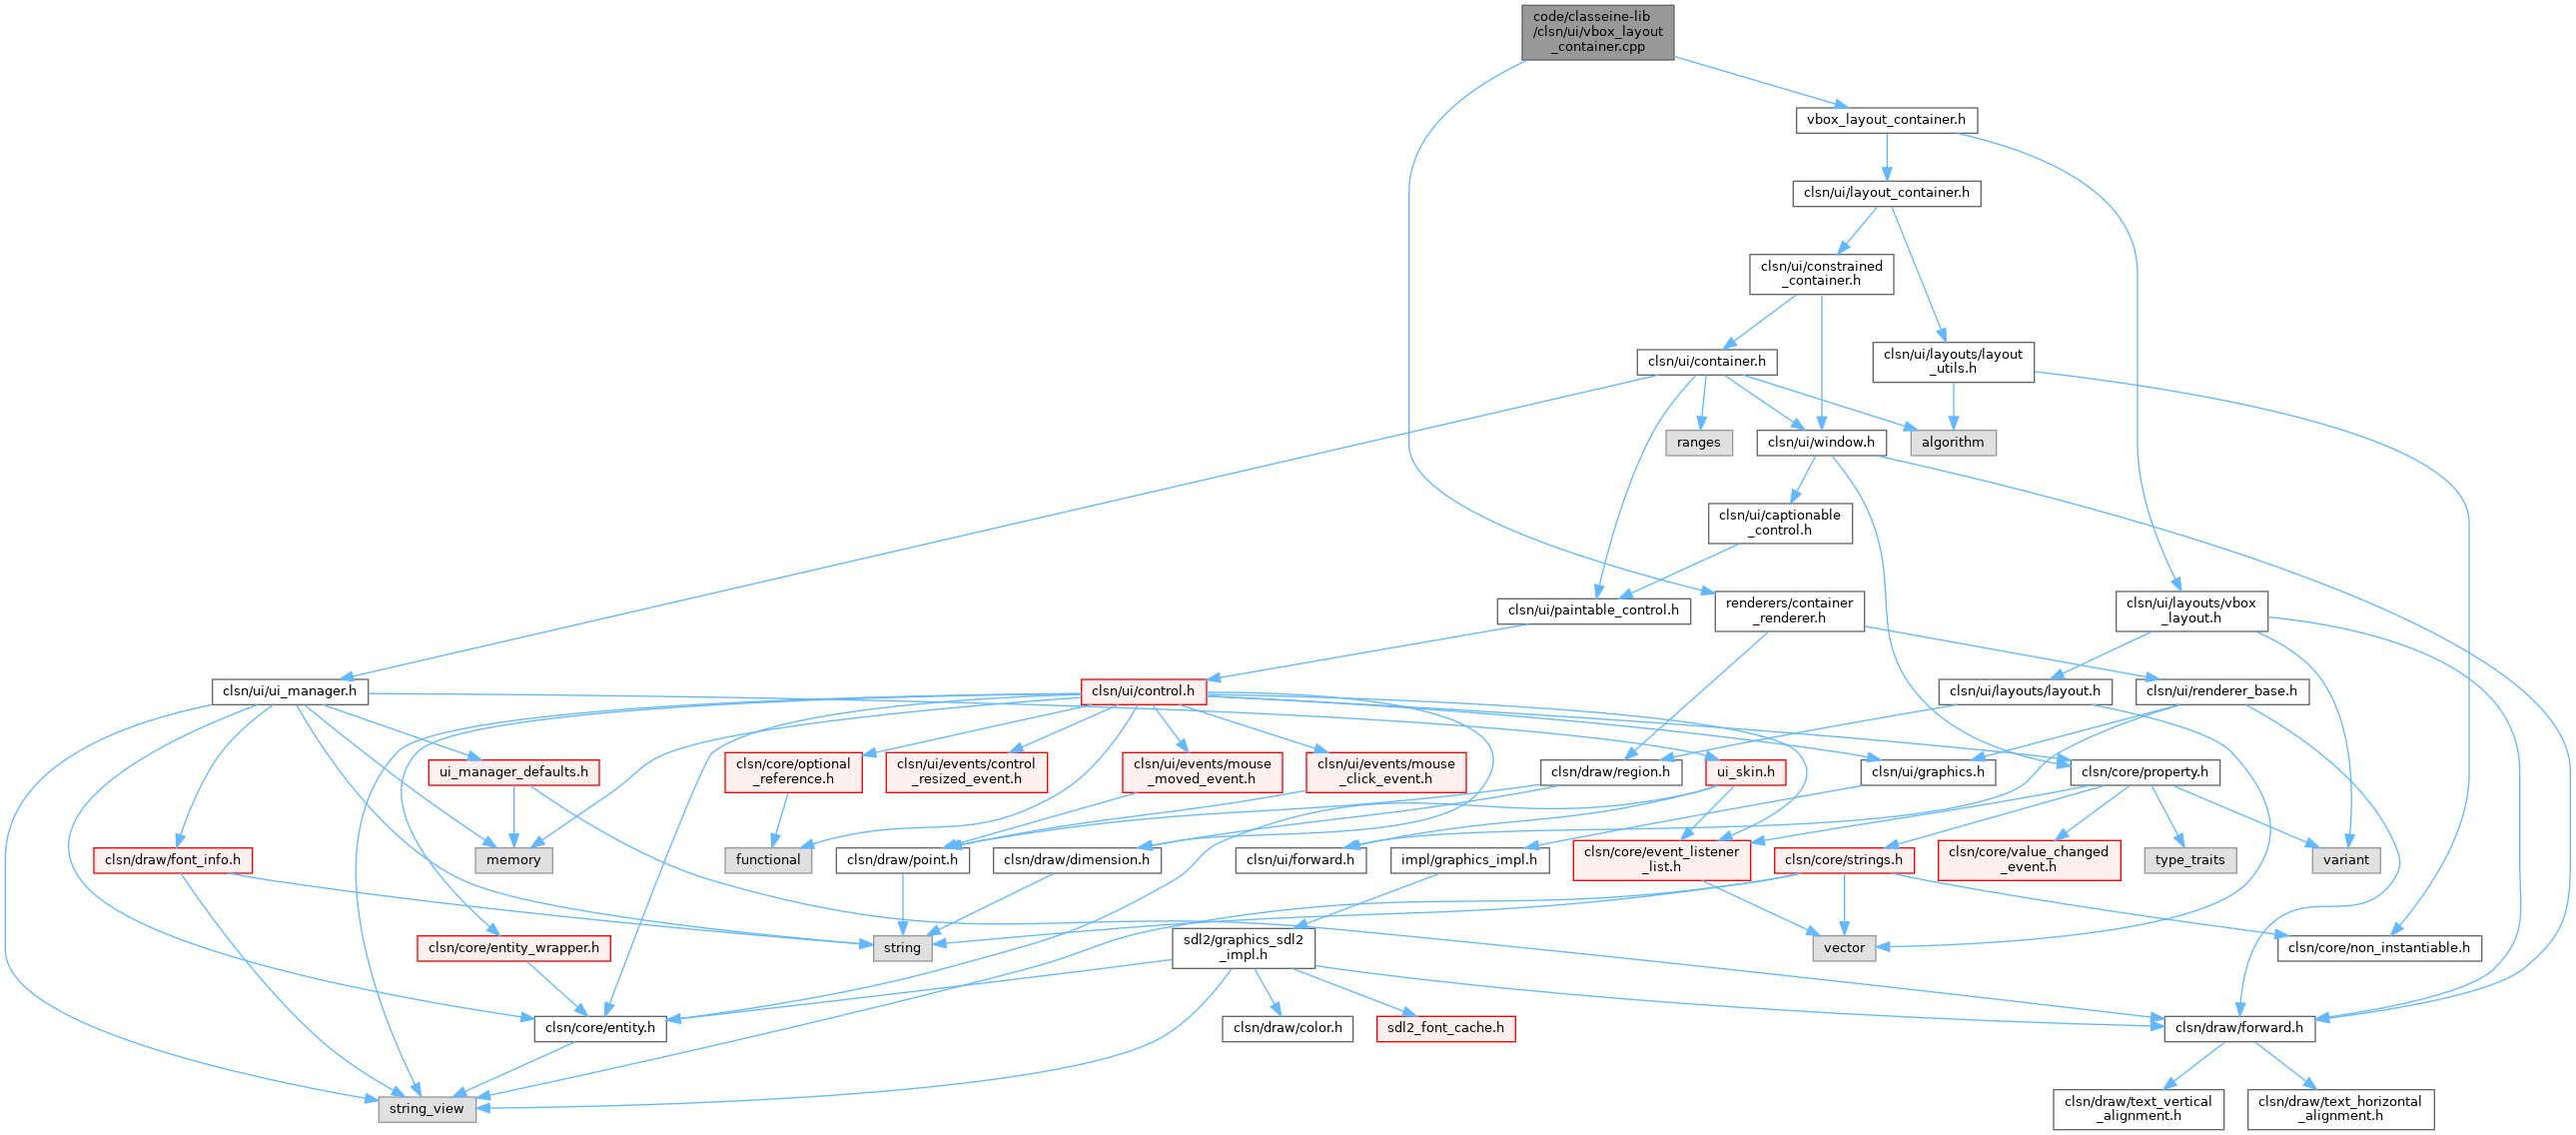 code/classeine-lib
/clsn/ui/vbox_layout
_container.cpp
vbox_layout_container.h
clsn/ui/layout_container.h
clsn/ui/constrained
_container.h
clsn/ui/container.h
clsn/ui/layouts/layout
_utils.h
ranges
clsn/ui/window.h
algorithm
clsn/ui/captionable
_control.h
clsn/ui/paintable_control.h
renderers/container
_renderer.h
clsn/ui/layouts/vbox
_layout.h
clsn/ui/ui_manager.h
clsn/ui/control.h
clsn/ui/layouts/layout.h
clsn/ui/renderer_base.h
ui_manager_defaults.h
clsn/core/optional
_reference.h
clsn/ui/events/control
_resized_event.h
clsn/ui/events/mouse
_moved_event.h
clsn/ui/events/mouse
_click_event.h
clsn/draw/region.h
ui_skin.h
clsn/ui/graphics.h
clsn/core/property.h
clsn/draw/font_info.h
memory
functional
clsn/draw/point.h
clsn/draw/dimension.h
clsn/ui/forward.h
impl/graphics_impl.h
clsn/core/event_listener
_list.h
clsn/core/strings.h
clsn/core/value_changed
_event.h
type_traits
variant
clsn/core/entity_wrapper.h
string
sdl2/graphics_sdl2
_impl.h
vector
clsn/core/non_instantiable.h
clsn/core/entity.h
clsn/draw/color.h
sdl2_font_cache.h
clsn/draw/forward.h
string_view
clsn/draw/text_vertical
_alignment.h
clsn/draw/text_horizontal
_alignment.h